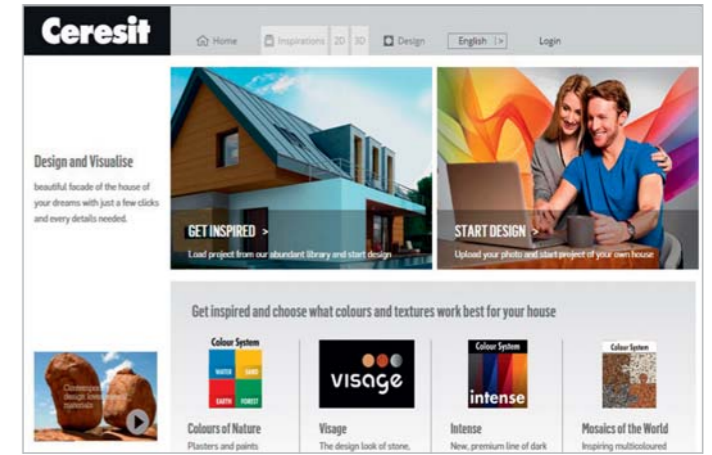 Ceresit
Home Inspirations 2D 3D Design English |> Login
Design and Visualise
beautiful facade of the house of
your dreams with just a few clicks
and every details needed.
GET INSPIRED >
Load project from our abundant library and start design
START DESIGN >
Upload your photo and start project of your own house
Get inspired and choose what colours and textures work best for your house
Contemporary
design
materials
Colour System
WATER SAND
EARTH FOREST
Colours of Nature
Plasters and paints
visage
Visage
The design look of stone,
Colour System
intense
Intense
New, premium line of dark
Colour System
Mosaics of the World
Inspiring multicoloured